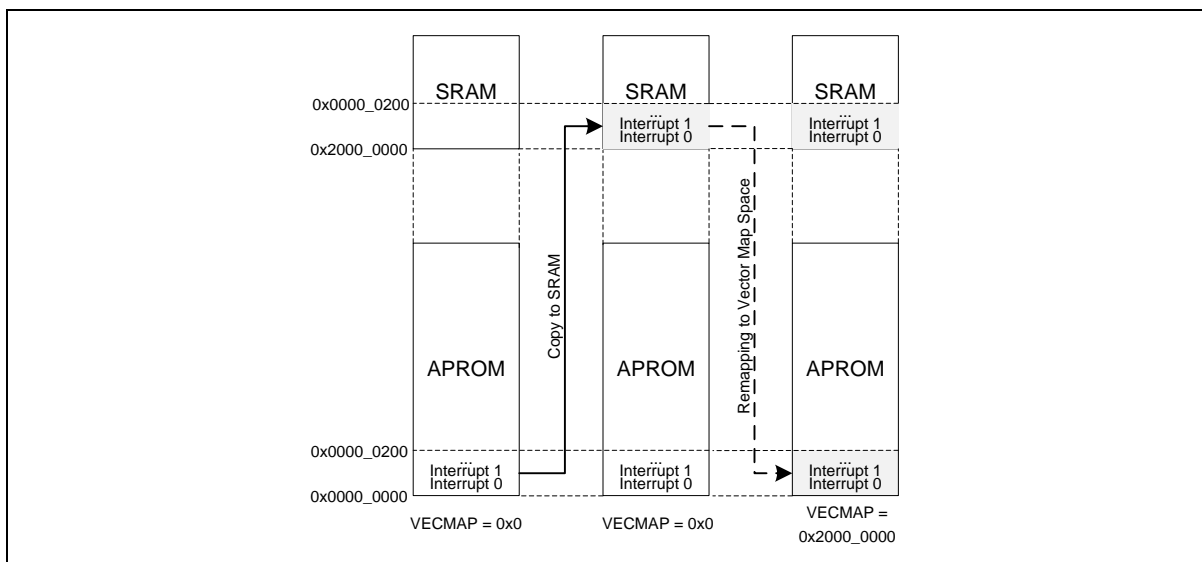 SRAM SRAM SRAM
0x0000_0200
... ...
Interrupt 1 Interrupt 1
Interrupt 0 Interrupt 0
0x2000_0000
Copy to SRAM
Remapping to Vector Map Space
APROM APROM APROM
0x0000_0200
... ... ...
Interrupt 1 Interrupt 1 Interrupt 1
Interrupt 0 Interrupt 0 Interrupt 0
0x0000_0000
VECMAP = 0x0 VECMAP = 0x0 VECMAP =
0x2000_0000